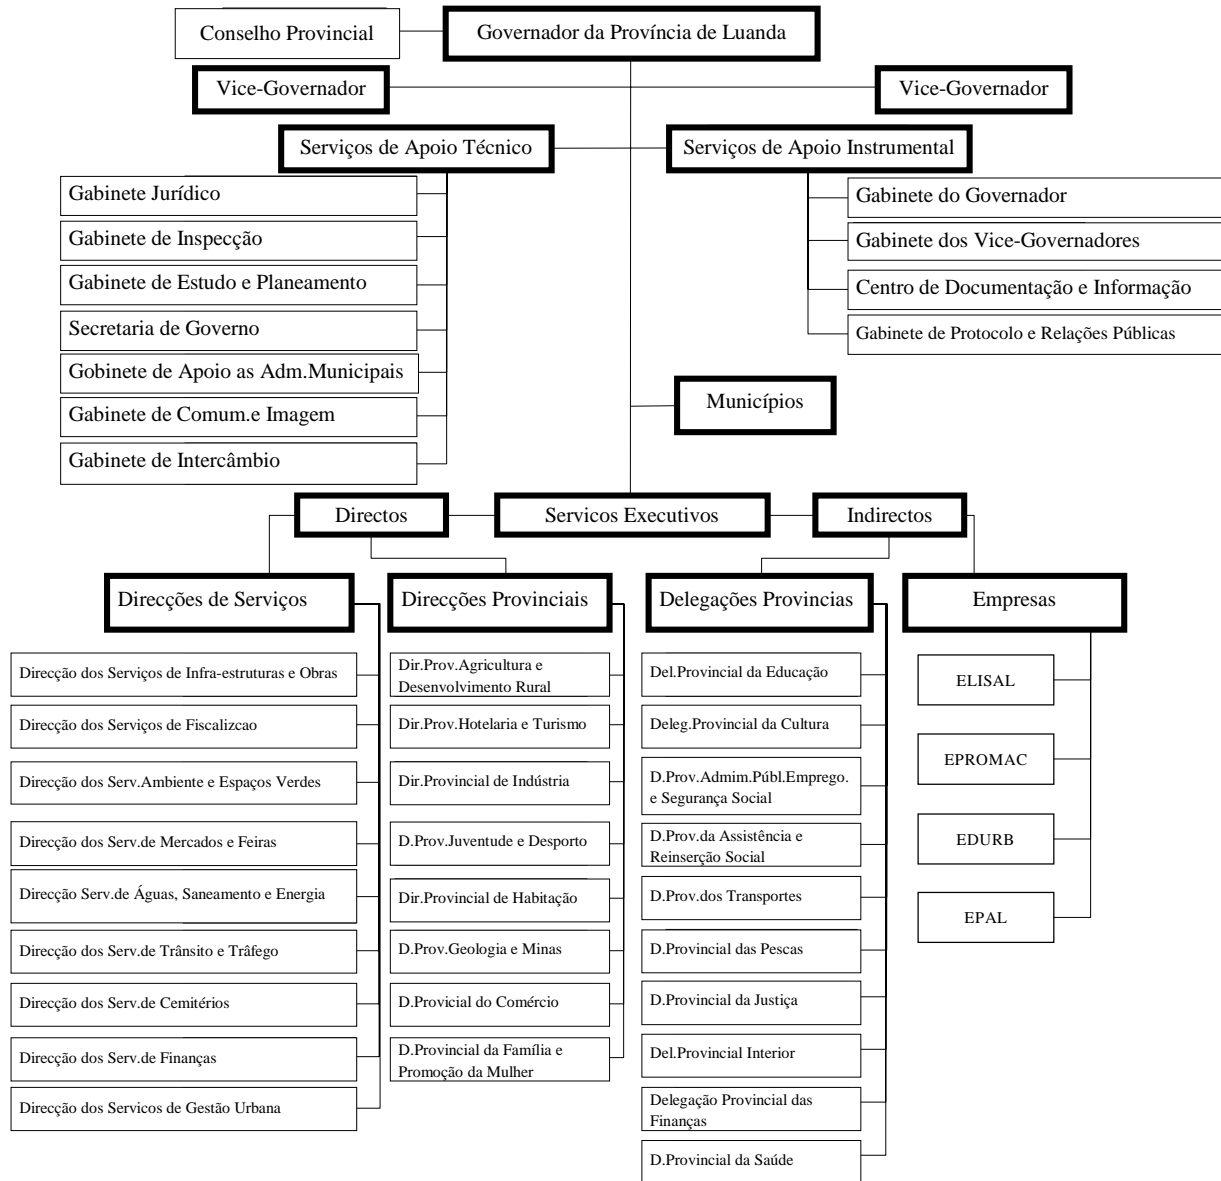 Conselho Provincial
Governador da Província de Luanda
Vice-Governador
Vice-Governador
Serviços de Apoio Técnico
Serviços de Apoio Instrumental
Gabinete Jurídico
Gabinete de Inspecção
Gabinete de Estudo e Planeamento
Secretaria de Governo
Gobinete de Apoio as Adm.Municipais
Gabinete de Comum.e Imagem
Gabinete de Intercâmbio
Gabinete do Governador
Gabinete dos Vice-Governadores
Centro de Documentação e Informação
Gabinete de Protocolo e Relações Públicas
Municípios
Directos
Servicos Executivos
Indirectos
Direcções de Serviços
Direcções Provinciais
Delegações Provincias
Empresas
Direcção dos Serviços de Infra-estruturas e Obras
Direcção dos Serviços de Fiscalizcao
Direcção dos Serv.Ambiente e Espaços Verdes
Direcção dos Serv.de Mercados e Feiras
Direcção Serv.de Águas, Saneamento e Energia
Direcção dos Serv.de Trânsito e Trâfego
Direcção dos Serv.de Cemitérios
Direcção dos Serv.de Finanças
Direcção dos Servicos de Gestão Urbana
Dir.Prov.Agricultura e
Desenvolvimento Rural
Dir.Prov.Hotelaria e Turismo
Dir.Provincial de Indústria
D.Prov.Juventude e Desporto
Dir.Provincial de Habitação
D.Prov.Geologia e Minas
D.Provicial do Comércio
D.Provincial da Família e
Promoção da Mulher
Del.Provincial da Educação
Deleg.Provincial da Cultura
D.Prov.Admim.Públ.Emprego.
e Segurança Social
D.Prov.da Assistência e
Reinserção Social
D.Prov.dos Transportes
D.Provincial das Pescas
D.Provincial da Justiça
Del.Provincial Interior
Delegação Provincial das
Finanças
D.Provincial da Saúde
ELISAL
EPROMAC
EDURB
EPAL